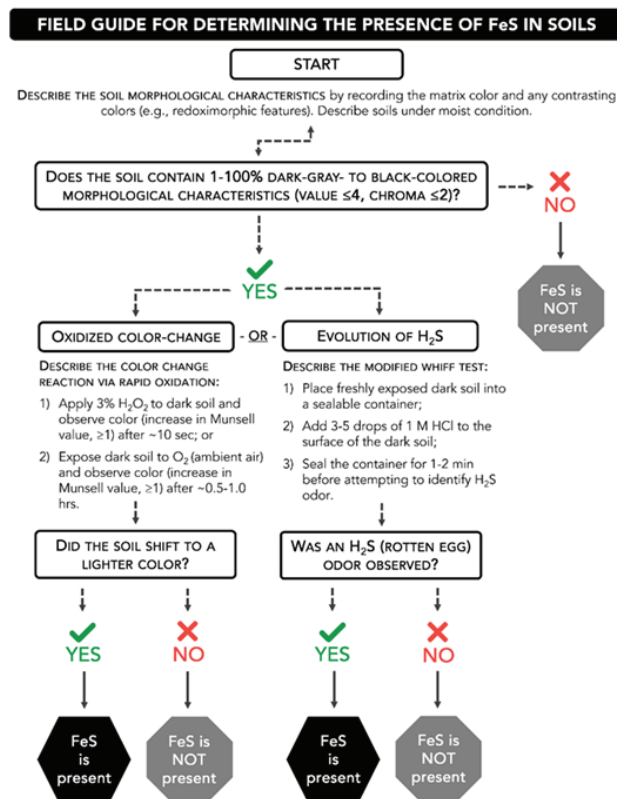 FIELD GUIDE FOR DETERMINING THE PRESENCE OF FeS IN SOILS
START
DESCRIBE THE SOIL MORPHOLOGICAL CHARACTERISTICS by recording the matrix color and any contrasting
colors (e.g., redoximorphic features). Describe soils under moist condition.
DOES THE SOIL CONTAIN 1-100% DARK-GRAY- TO BLACK-COLORED
MORPHOLOGICAL CHARACTERISTICS (VALUE ≤4, CHROMA ≤2)?
NO
FeS is
NOT
present
YES
OXIDIZED COLOR-CHANGE
- OR -
EVOLUTION OF H₂S
DESCRIBE THE COLOR CHANGE
REACTION VIA RAPID OXIDATION:
1) Apply 3% H₂O₂ to dark soil and
observe color (increase in Munsell
value, ≥1) after ~10 sec; or
2) Expose dark soil to O₂ (ambient air)
and observe color (increase in
Munsell value, ≥1) after ~0.5-1.0
hrs.
DESCRIBE THE MODIFIED WHIFF TEST:
1) Place freshly exposed dark soil into
a sealable container;
2) Add 3-5 drops of 1 M HCl to the
surface of the dark soil;
3) Seal the container for 1-2 min
before attempting to identify H₂S
odor.
DID THE SOIL SHIFT TO A
LIGHTER COLOR?
WAS AN H₂S (ROTTEN EGG)
ODOR OBSERVED?
YES
NO
YES
NO
FeS
is
present
FeS is
NOT
present
FeS
is
present
FeS is
NOT
present